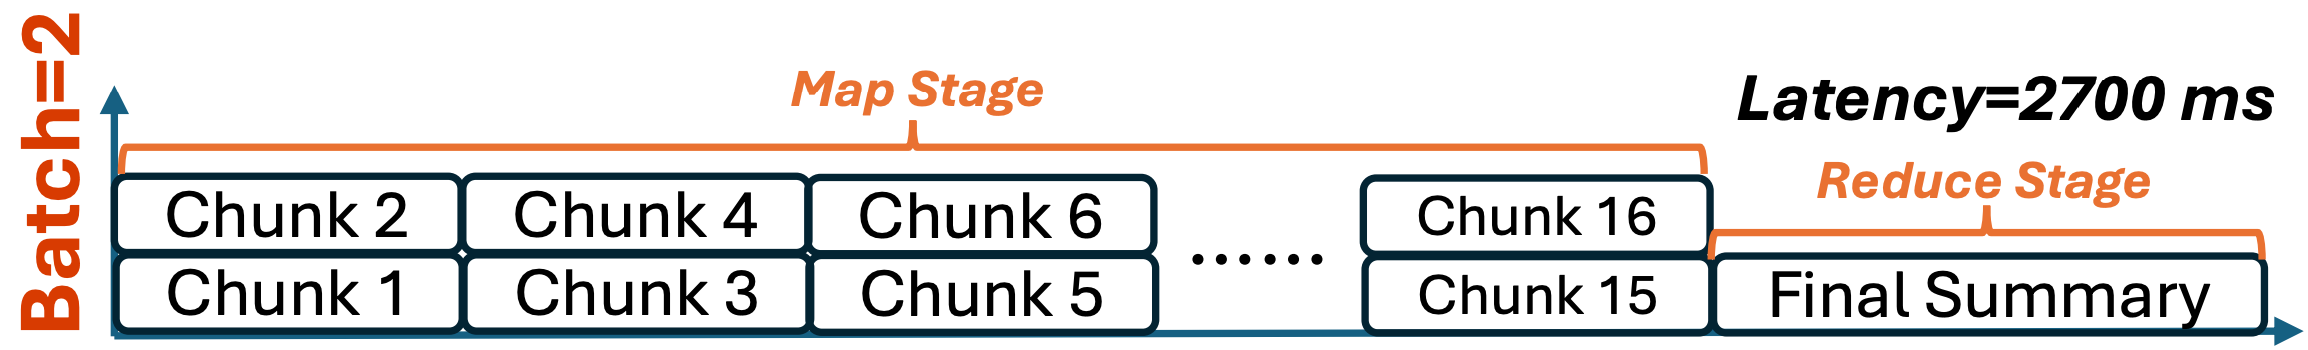 Batch=2
Map Stage
Latency=2700 ms
Reduce Stage
Chunk 2
Chunk 4
Chunk 6
Chunk 16
Chunk 1
Chunk 3
Chunk 5
......
Chunk 15
Final Summary